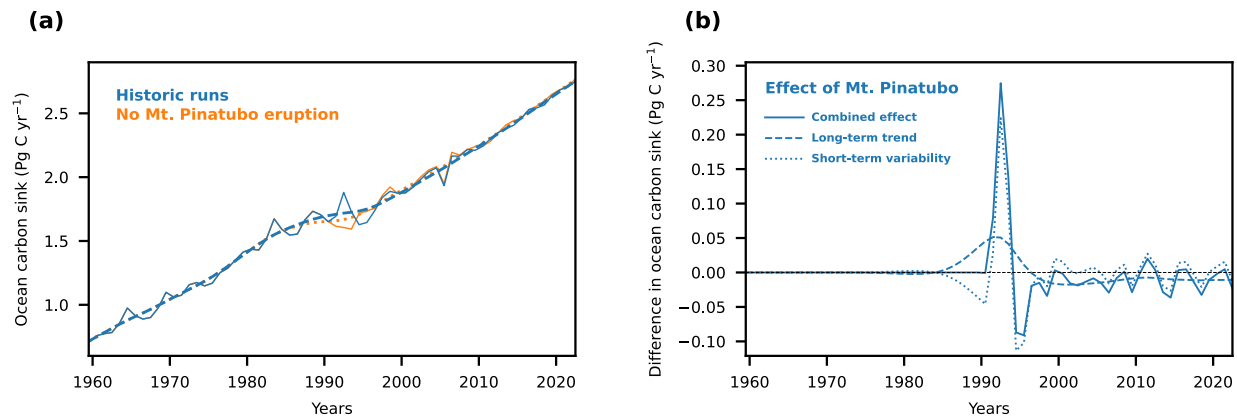 (a)
Ocean carbon sink (Pg C yr⁻¹)
2.5
2.0
1.5
1.0
Historic runs
No Mt. Pinatubo eruption
1960 1970 1980 1990 2000 2010 2020
Years
(b)
Difference in ocean carbon sink (Pg C yr⁻¹)
0.30
0.25
0.20
0.15
0.10
0.05
0.00
−0.05
−0.10
Effect of Mt. Pinatubo
Combined effect
Long-term trend
Short-term variability
1960 1970 1980 1990 2000 2010 2020
Years